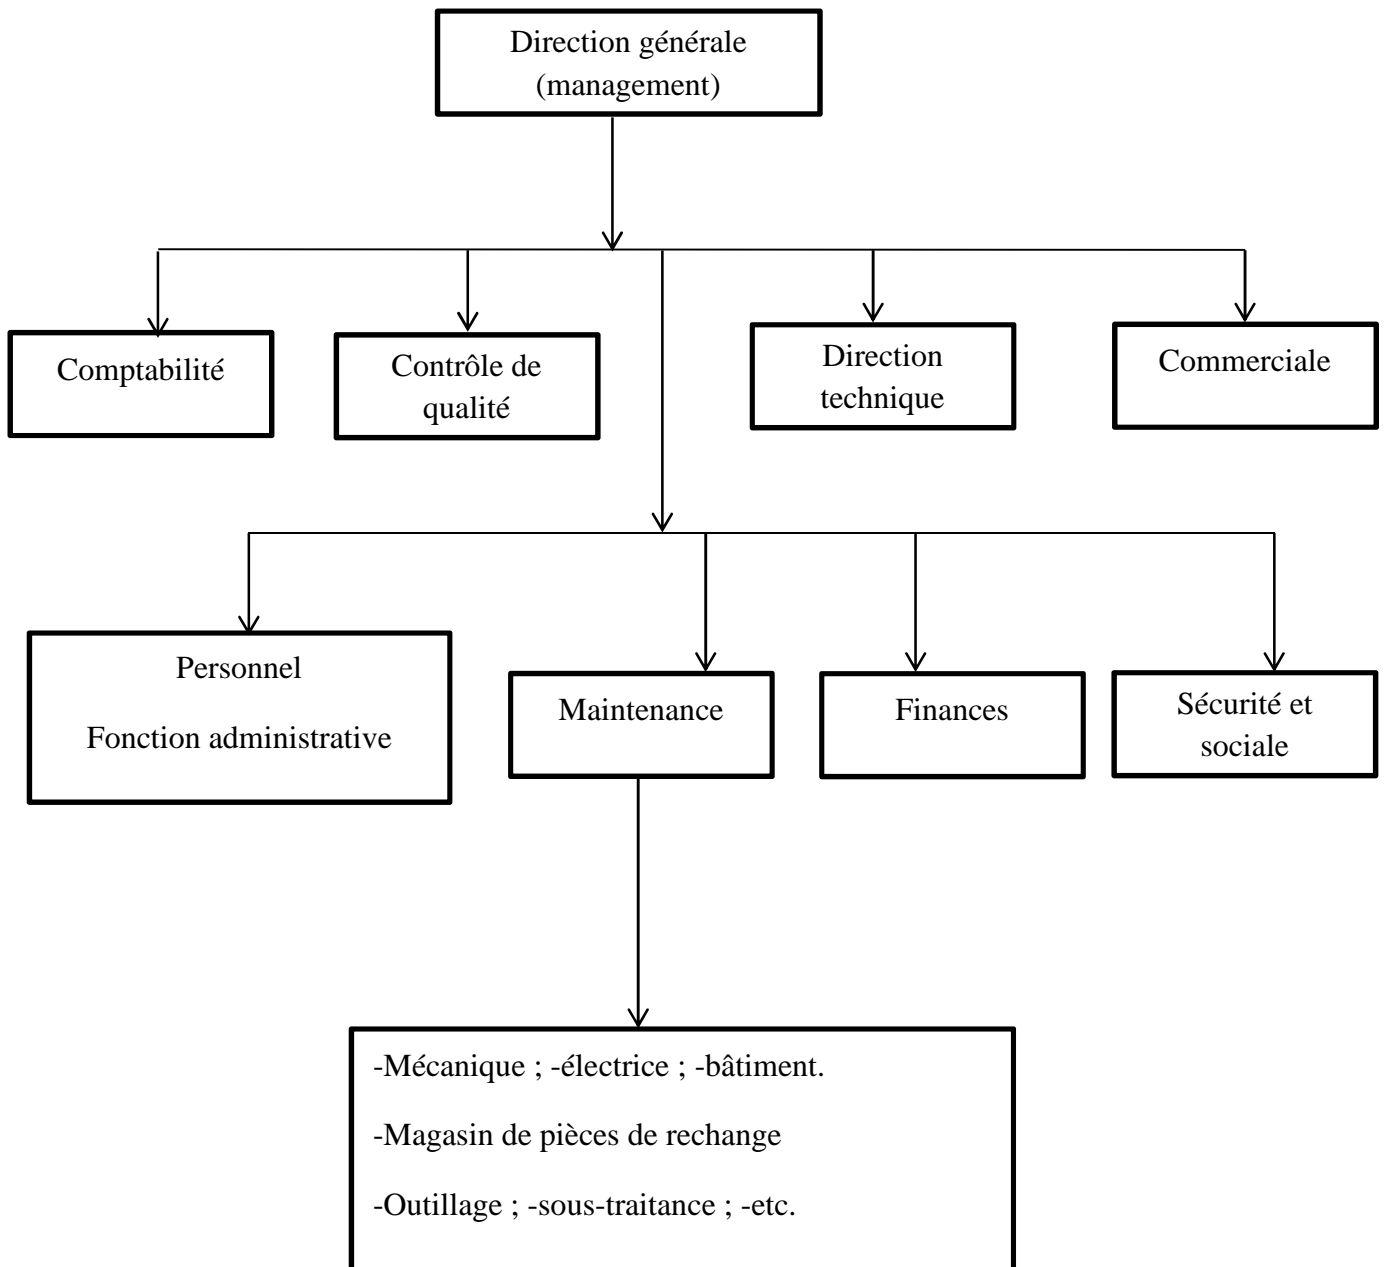 Direction générale
(management)
Comptabilité
Contrôle de
qualité
Direction
technique
Commerciale
Personnel
Fonction administrative
Maintenance
Finances
Sécurité et
sociale
-Mécanique ; -électrice ; -bâtiment.
-Magasin de pièces de rechange
-Outillage ; -sous-traitance ; -etc.